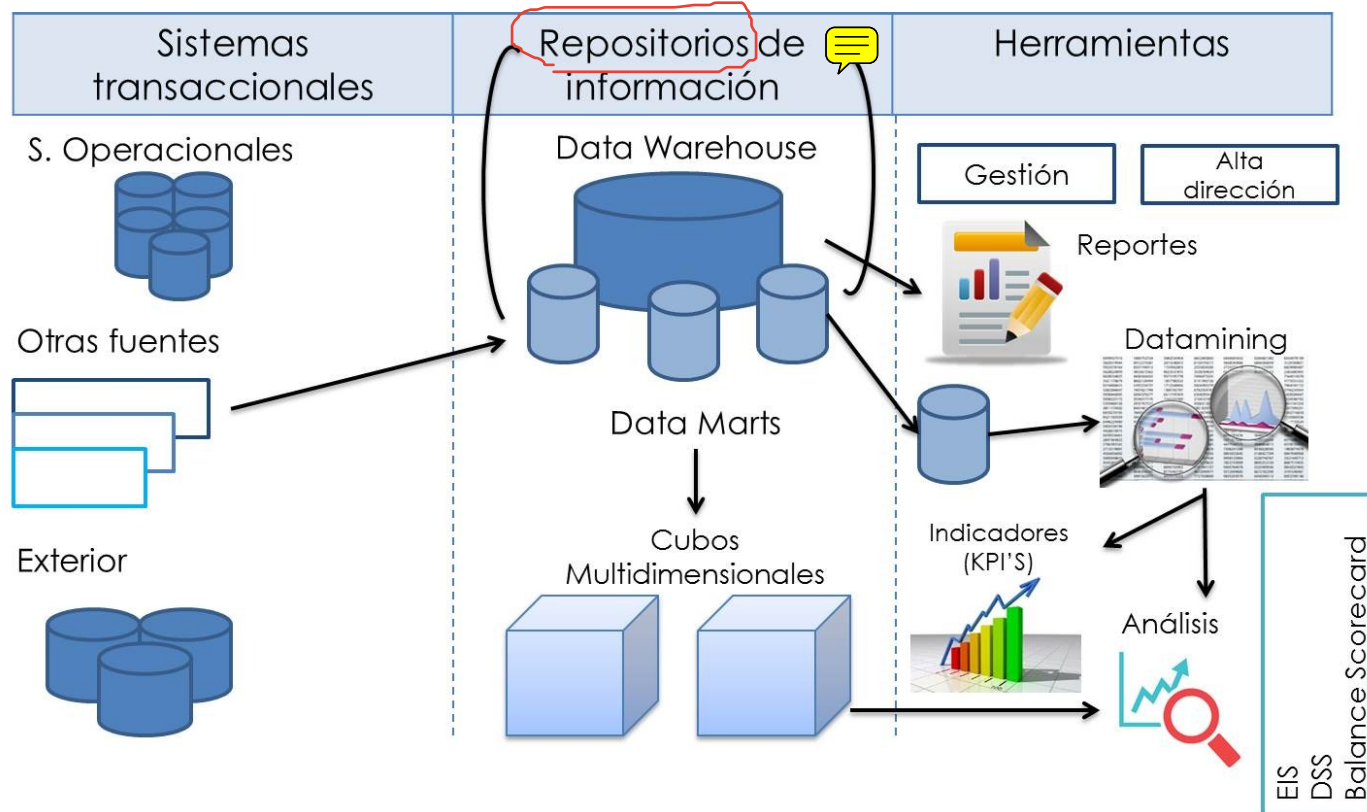 Sistemas
transaccionales
Repositorios de
información
Herramientas
S. Operacionales
Otras fuentes
Exterior
Data Warehouse
Data Marts
Cubos
Multidimensionales
Gestión
Alta
dirección
Reportes
Datamining
Indicadores
(KPI'S)
Análisis
EIS
DSS
Balance Scorecard